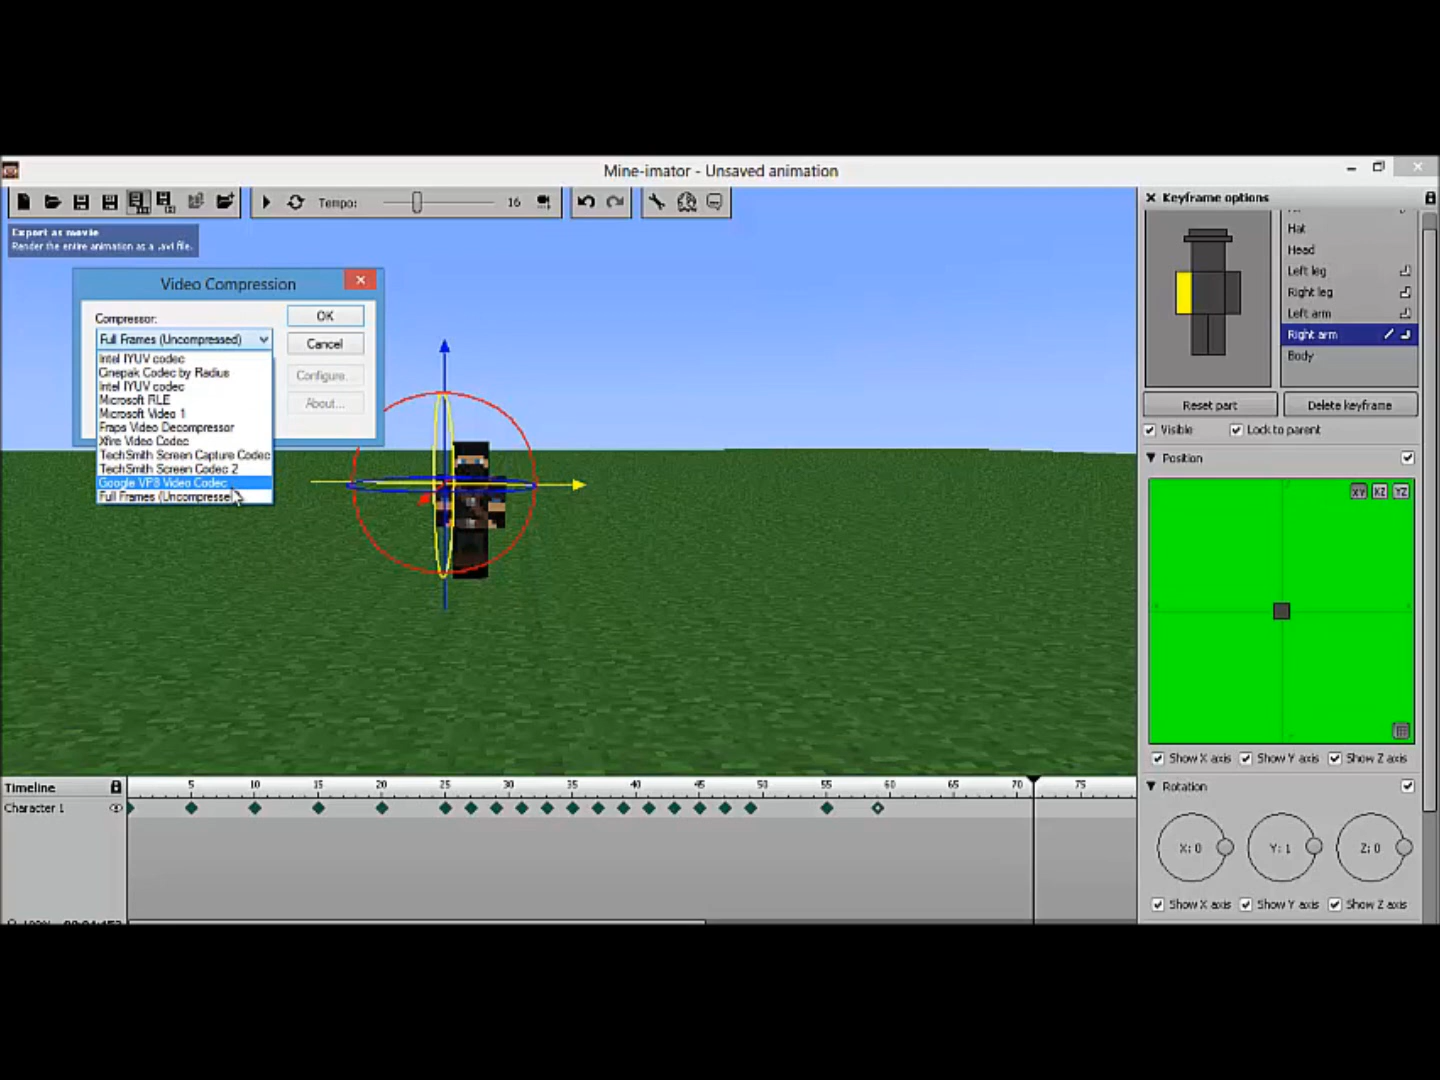 Mine-imator - Unsaved animation
Tempo: 16
Export as movie
Render the entire animation as a .avi file.
Video Compression
Compressor:
Full Frames (Uncompressed)
OK
Cancel
Configure...
About...
Intel IYUV codec
Cinepak Codec by Radius
Intel IYUV codec
Microsoft RLE
Microsoft Video 1
Fraps Video Decompressor
Xfire Video Codec
TechSmith Screen Capture Codec
TechSmith Screen Codec 2
Google VP8 Video Codec
Full Frames (Uncompressed
Keyframe options
Hat
Head
Left leg
Right leg
Left arm
Right arm
Body
Reset part
Delete keyframe
Visible
Lock to parent
Position
XY XZ YZ
Show X axis Show Y axis Show Z axis
Rotation
X: 0 Y: 1 Z: 0
Show X axis Show Y axis Show Z axis
Timeline
5 10 15 20 25 30 35 40 45 50 55 60 65 70 75
Character 1